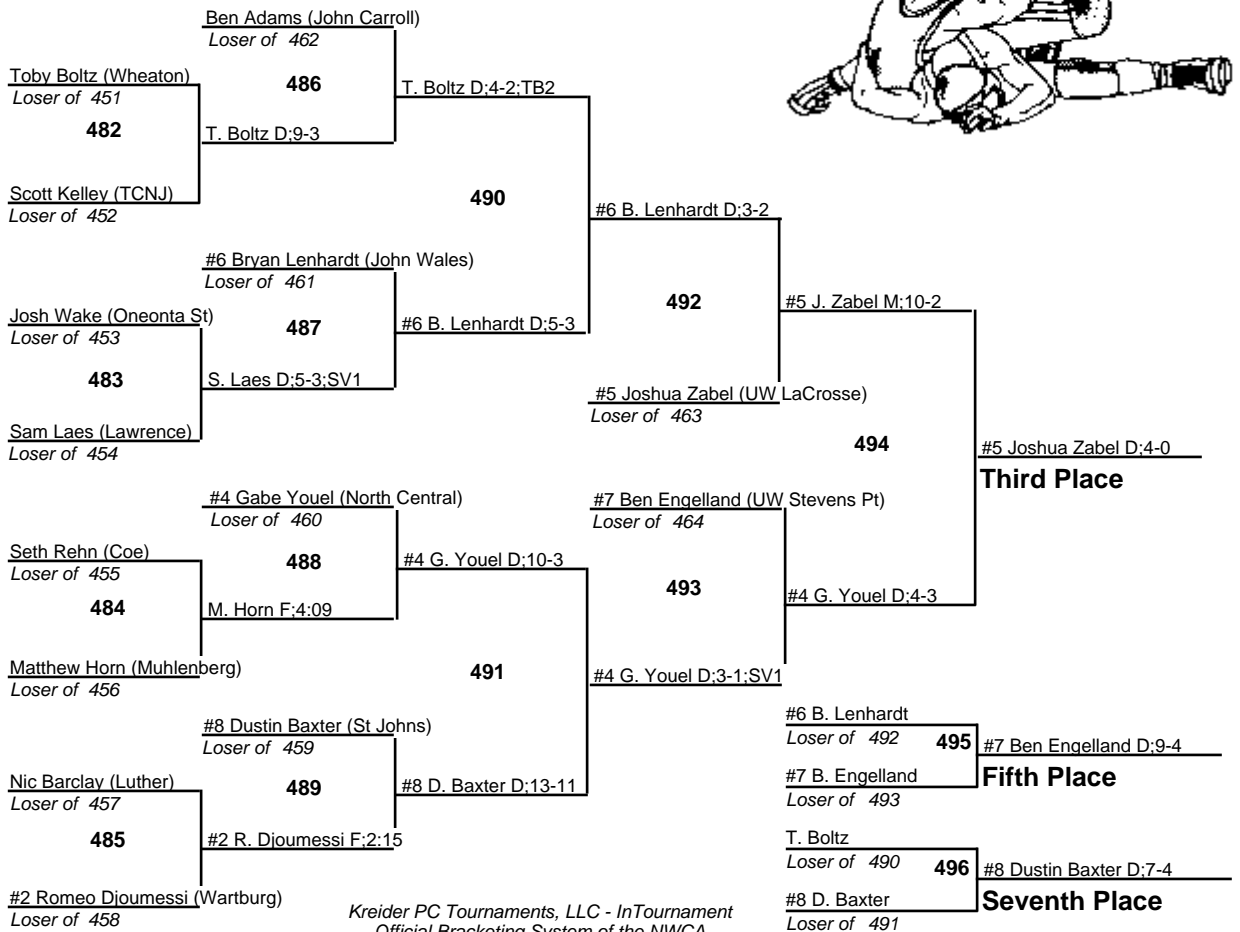 Ben Adams (John Carroll)
Loser of 462
Toby Boltz (Wheaton)
Loser of 451
486
T. Boltz D;4-2;TB2
482
T. Boltz D;9-3
Scott Kelley (TCNJ)
Loser of 452
490
#6 B. Lenhardt D;3-2
#6 Bryan Lenhardt (John Wales)
Loser of 461
Josh Wake (Oneonta St)
Loser of 453
487
#6 B. Lenhardt D;5-3
492
#5 J. Zabel M;10-2
483
S. Laes D;5-3;SV1
#5 Joshua Zabel (UW LaCrosse)
Loser of 463
Sam Laes (Lawrence)
Loser of 454
494
#5 Joshua Zabel D;4-0
Third Place
#4 Gabe Youel (North Central)
Loser of 460
#7 Ben Engelland (UW Stevens Pt)
Loser of 464
Seth Rehn (Coe)
Loser of 455
488
#4 G. Youel D;10-3
493
#4 G. Youel D;4-3
484
M. Horn F;4:09
Matthew Horn (Muhlenberg)
Loser of 456
491
#4 G. Youel D;3-1;SV1
#8 Dustin Baxter (St Johns)
Loser of 459
#6 B. Lenhardt
Loser of 492
495
#7 Ben Engelland D;9-4
Fifth Place
#7 B. Engelland
Loser of 493
Nic Barclay (Luther)
Loser of 457
489
#8 D. Baxter D;13-11
485
#2 R. Djoumessi F;2:15
T. Boltz
Loser of 490
496
#8 Dustin Baxter D;7-4
Seventh Place
#8 D. Baxter
Loser of 491
#2 Romeo Djoumessi (Wartburg)
Loser of 458
Kreider PC Tournaments, LLC - InTournament
Official Bracketing System of the NWCA